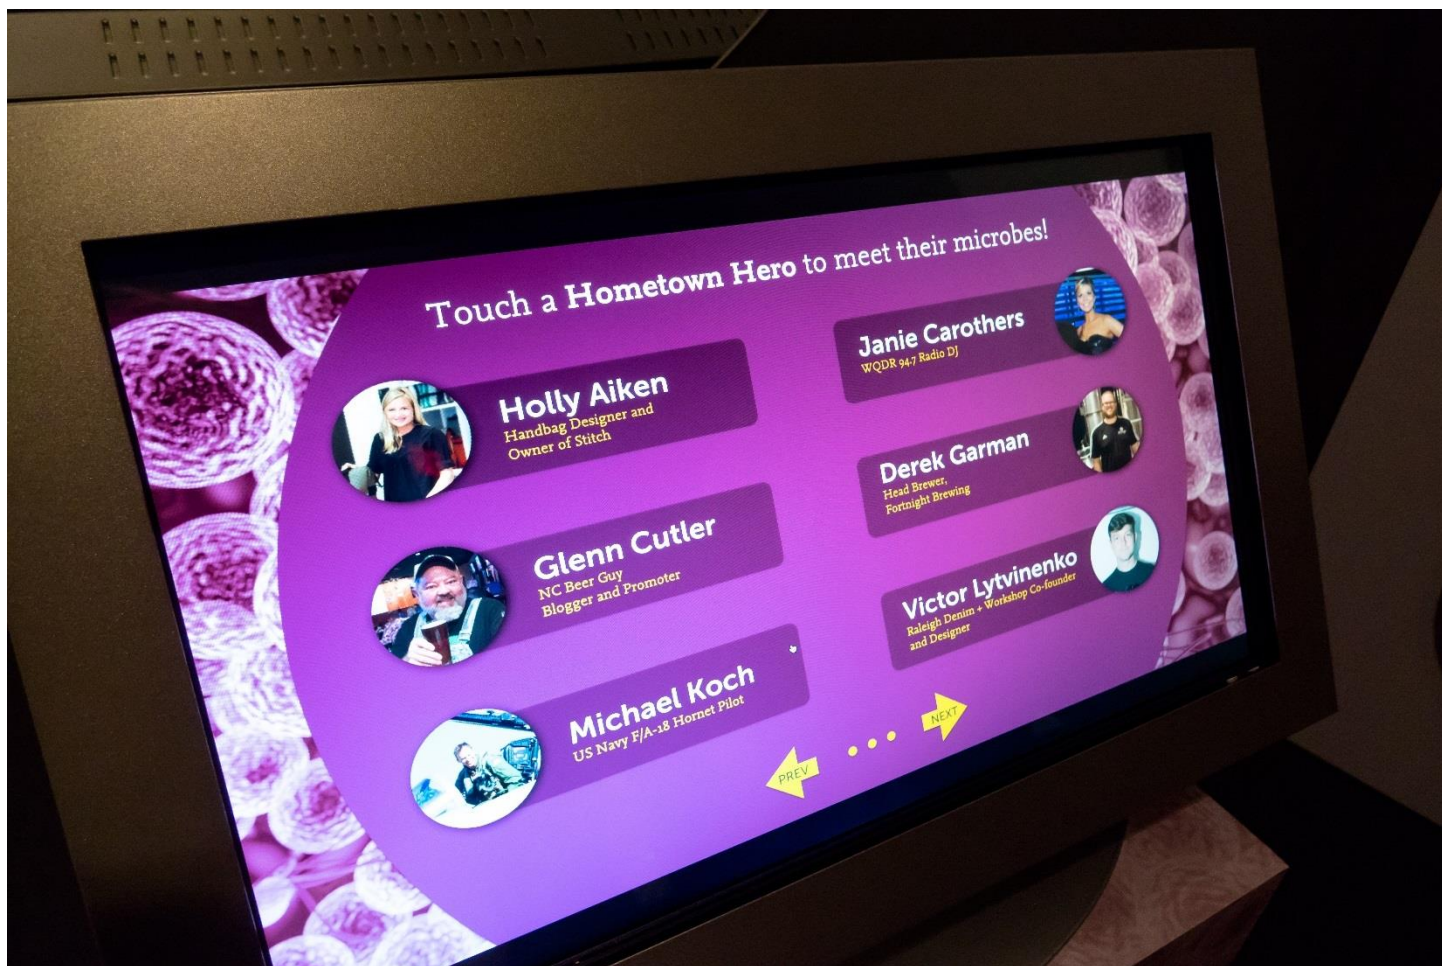 Touch a Hometown Hero to meet their microbes!
Holly Aiken
Handbag Designer and
Owner of Stitch
Glenn Cutler
NC Beer Guy
Blogger and Promoter
Michael Koch
US Navy F/A-18 Hornet Pilot
Janie Carothers
WQDR 94.7 Radio DJ
Derek Garman
Head Brewer,
Fortnight Brewing
Victor Lytvinenko
Raleigh Denim + Workshop Co-founder
and Designer
PREV
NEXT